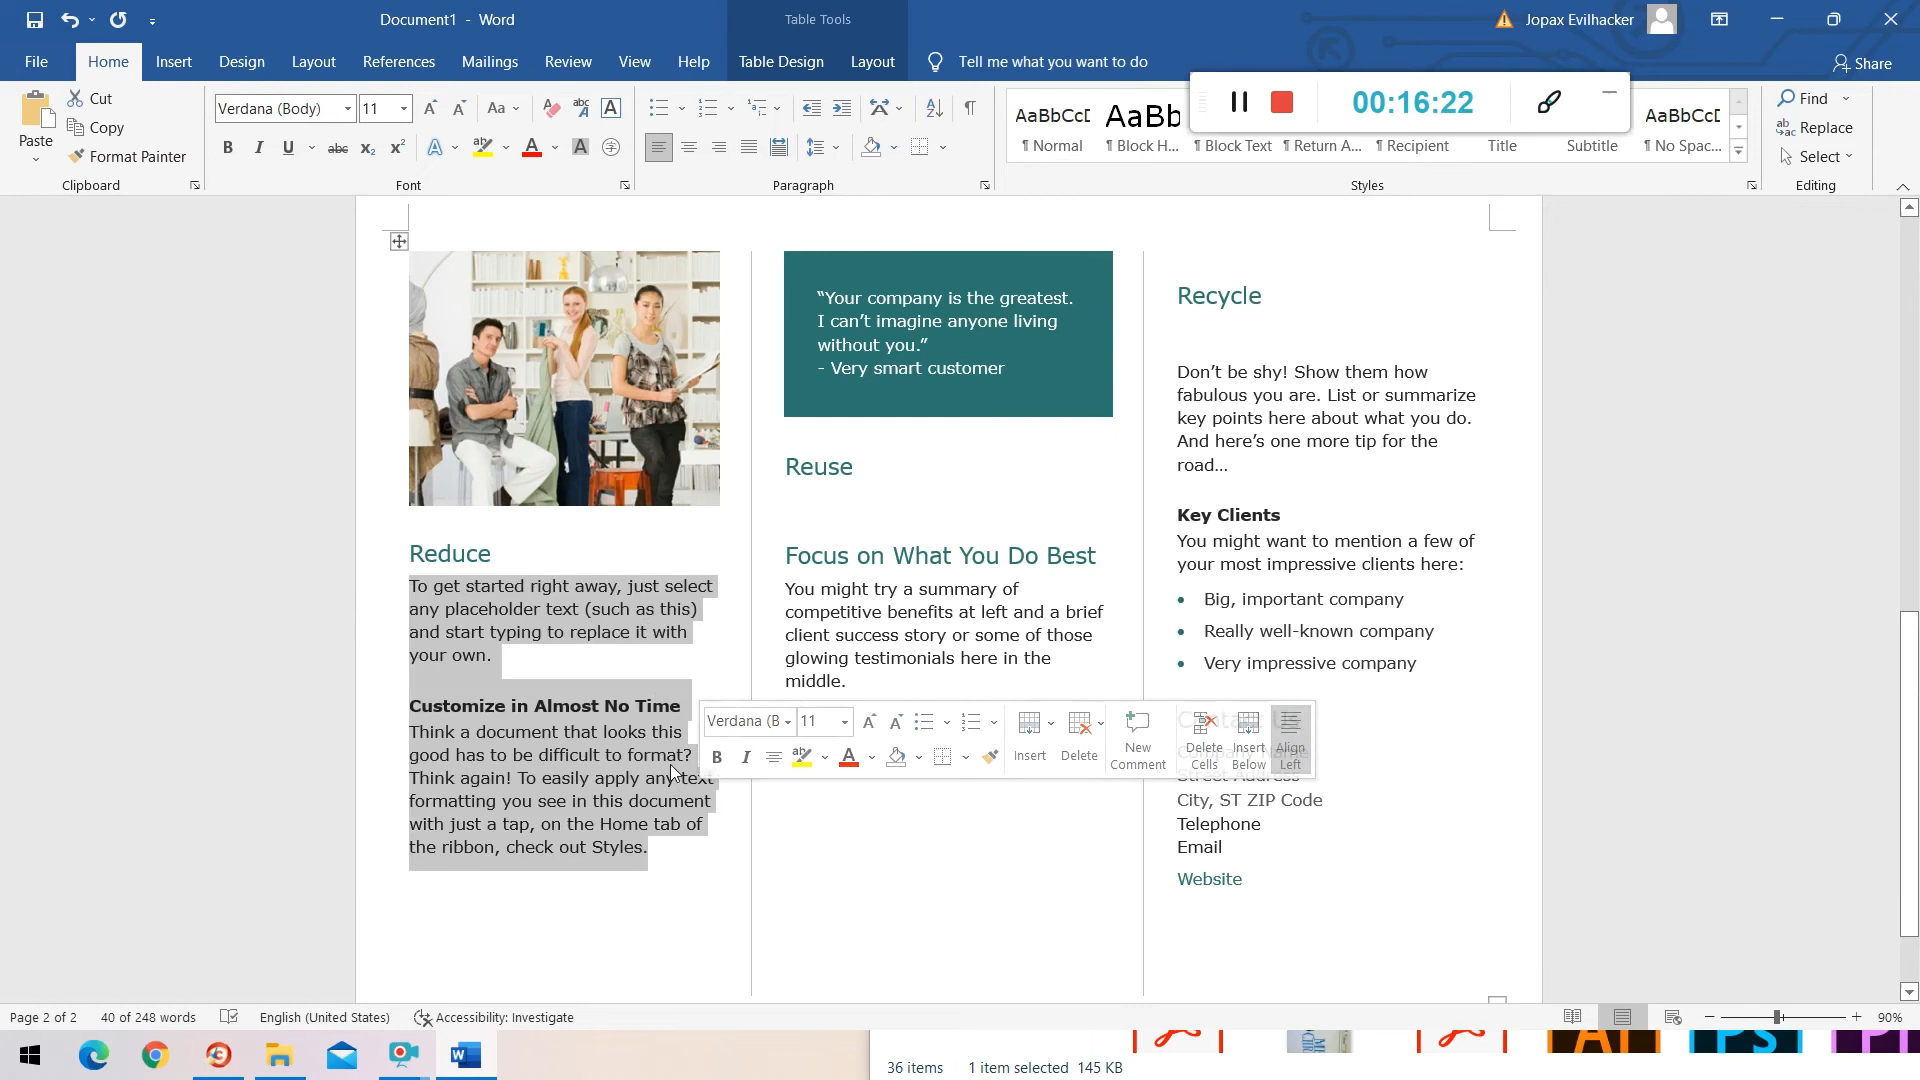 Document1 - Word
Table Tools
Jopax Evilhacker
File Home Insert Design Layout References Mailings Review View Help Table Design Layout Tell me what you want to do
Share
Paste
Cut
Copy
Format Painter
Clipboard
Verdana (Body) 11
Font
Paragraph
AaBbCcD AaBb AaBbCcD
¶ Normal ¶ Block H... ¶ Block Text ¶ Return A... ¶ Recipient Title Subtitle ¶ No Spac...
Styles
00:16:22
Find
Replace
Select
Editing
Reduce
To get started right away, just select
any placeholder text (such as this)
and start typing to replace it with
your own.
Customize in Almost No Time
Think a document that looks this
good has to be difficult to format?
Think again! To easily apply any text
formatting you see in this document
with just a tap, on the Home tab of
the ribbon, check out Styles.
“Your company is the greatest.
I can’t imagine anyone living
without you.”
- Very smart customer
Reuse
Focus on What You Do Best
You might try a summary of
competitive benefits at left and a brief
client success story or some of those
glowing testimonials here in the
middle.
Recycle
Don’t be shy! Show them how
fabulous you are. List or summarize
key points here about what you do.
And here’s one more tip for the
road…
Key Clients
You might want to mention a few of
your most impressive clients here:
• Big, important company
• Really well-known company
• Very impressive company
Contact Us
Company Name
Street Address
City, ST ZIP Code
Telephone
Email
Website
Verdana (B 11
Insert Delete
New
Comment
Delete
Cells
Insert
Below
Align
Left
Page 2 of 2 40 of 248 words English (United States) Accessibility: Investigate
90%
36 items 1 item selected 145 KB